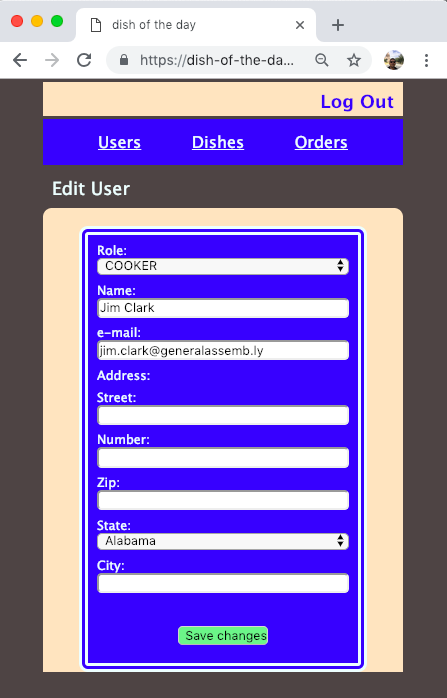 dish of the day
https://dish-of-the-da...
Log Out
Users Dishes Orders
Edit User
Role:
COOKER
Name:
Jim Clark
e-mail:
jim.clark@generalassemb.ly
Address:
Street:
Number:
Zip:
State:
Alabama
City:
Save changes